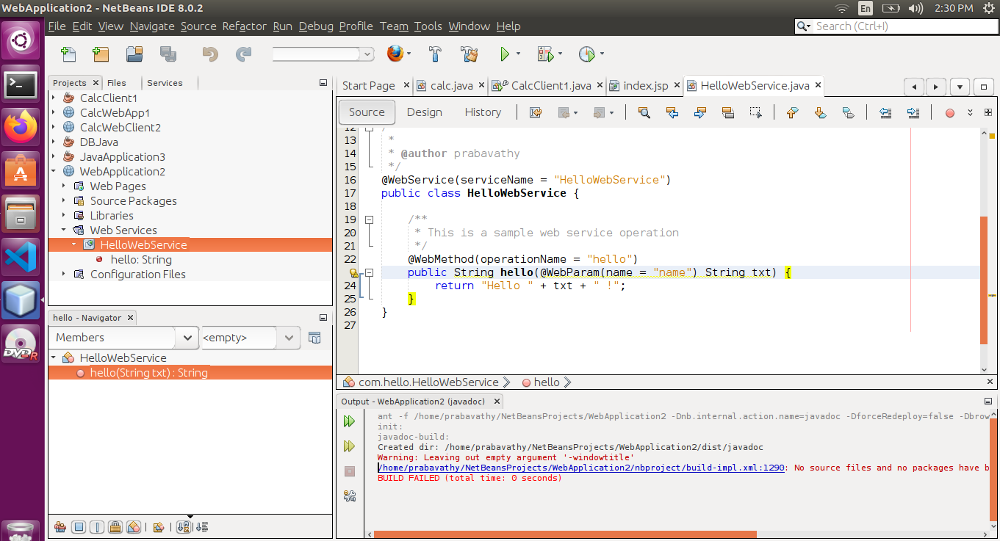 WebApplication2 - NetBeans IDE 8.0.2
En
2:30 PM
File Edit View Navigate Source Refactor Run Debug Profile Team Tools Window Help
Search (Ctrl+I)
Projects
Files
Services
CalcClient1
CalcWebApp1
CalcWebClient2
DBJava
JavaApplication3
WebApplication2
Web Pages
Source Packages
Libraries
Web Services
HelloWebService
hello: String
Configuration Files
hello - Navigator
Members
<empty>
HelloWebService
hello(String txt) : String
Start Page
calc.java
CalcClient1.java
index.jsp
HelloWebService.java
Source
Design
History
12 /
13 *
14 * @author prabavathy
15 */
16 @WebService(serviceName = "HelloWebService")
17 public class HelloWebService {
18
19 /**
20 * This is a sample web service operation
21 */
22 @WebMethod(operationName = "hello")
public String hello(@WebParam(name = "name") String txt) {
24 return "Hello " + txt + " !";
25 }
26 }
27
com.hello.HelloWebService
hello
Output - WebApplication2 (javadoc)
ant -f /home/prabavathy/NetBeansProjects/WebApplication2 -Dnb.internal.action.name=javadoc -DforceRedeploy=false -Dbrow
init:
javadoc-build:
Created dir: /home/prabavathy/NetBeansProjects/WebApplication2/dist/javadoc
Warning: Leaving out empty argument '-windowtitle'
/home/prabavathy/NetBeansProjects/WebApplication2/nbproject/build-impl.xml:1290: No source files and no packages have b
BUILD FAILED (total time: 0 seconds)
DVD R